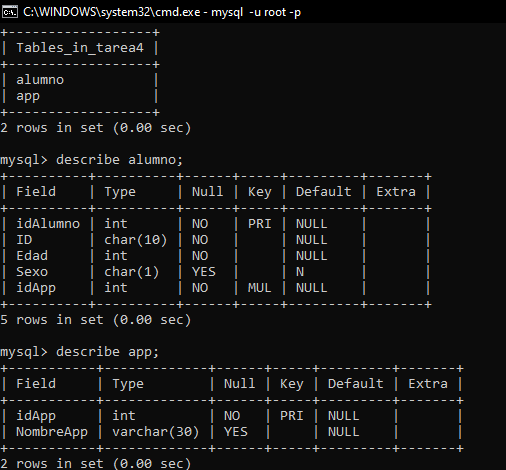 C:\WINDOWS\system32\cmd.exe - mysql  -u root -p
+------------------+
| Tables_in_tarea4 |
+------------------+
| alumno           |
| app              |
+------------------+
2 rows in set (0.00 sec)
mysql> describe alumno;
+----------+----------+------+-----+---------+-------+
| Field    | Type     | Null | Key | Default | Extra |
+----------+----------+------+-----+---------+-------+
| idAlumno | int      | NO   | PRI | NULL    |       |
| ID       | char(10) | NO   |     | NULL    |       |
| Edad     | int      | NO   |     | NULL    |       |
| Sexo     | char(1)  | YES  |     | N       |       |
| idApp    | int      | NO   | MUL | NULL    |       |
+----------+----------+------+-----+---------+-------+
5 rows in set (0.00 sec)
mysql> describe app;
+-----------+-------------+------+-----+---------+-------+
| Field     | Type        | Null | Key | Default | Extra |
+-----------+-------------+------+-----+---------+-------+
| idApp     | int         | NO   | PRI | NULL    |       |
| NombreApp | varchar(30) | YES  |     | NULL    |       |
+-----------+-------------+------+-----+---------+-------+
2 rows in set (0.00 sec)